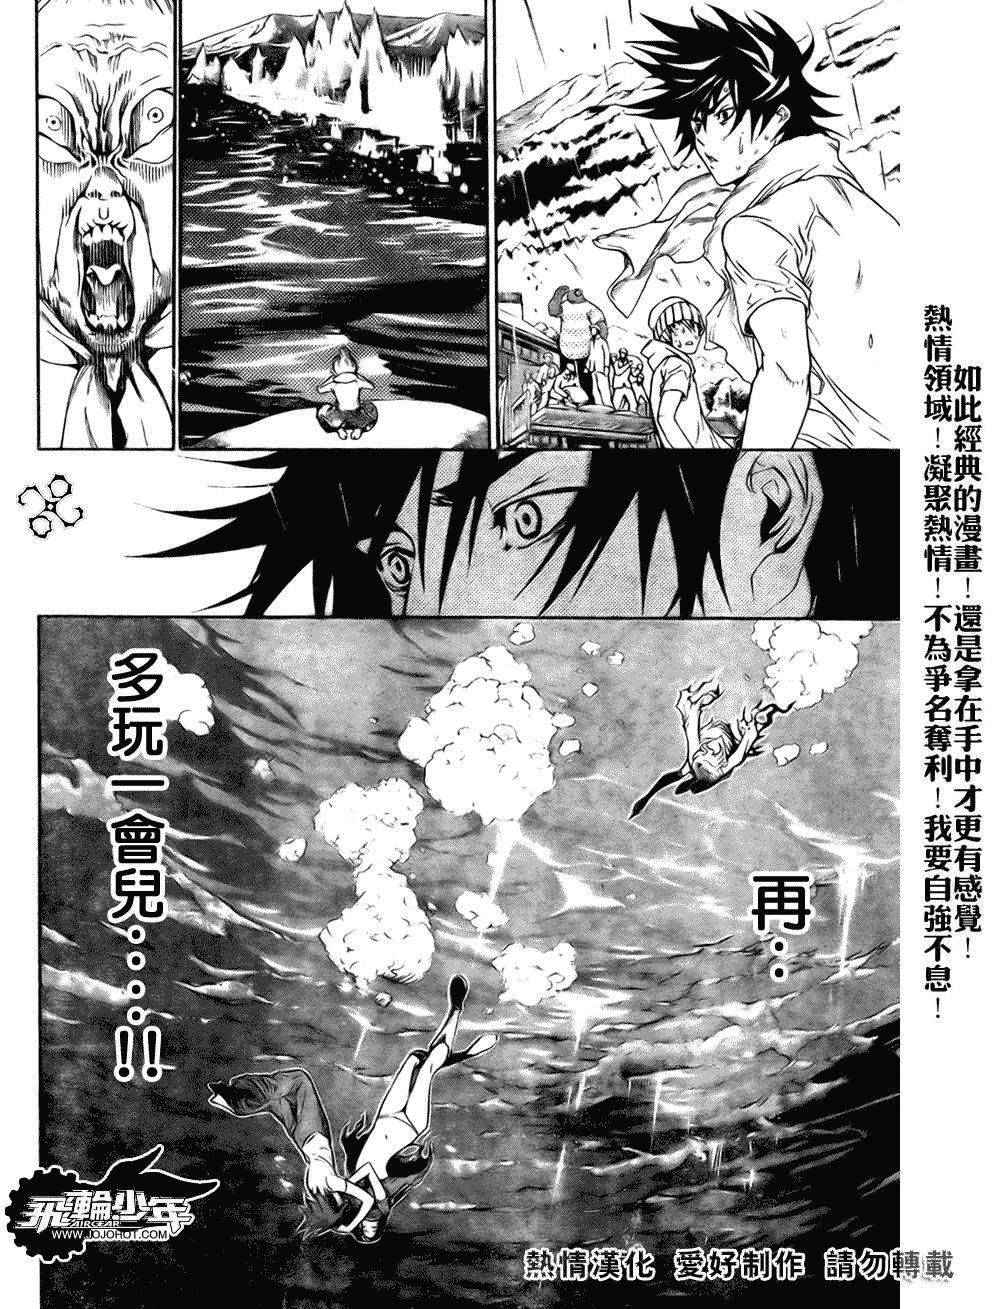 如此經典的漫畫！還是拿在手中才更有感覺！
熱情領域！凝聚熱情！不為爭名奪利！我要自強不息！
再‥
多玩一會兒‥‥‥!!
飛輪少年
AIRGEAR
WWW.JOJOHOT.COM
熱情漢化 愛好制作 請勿轉載